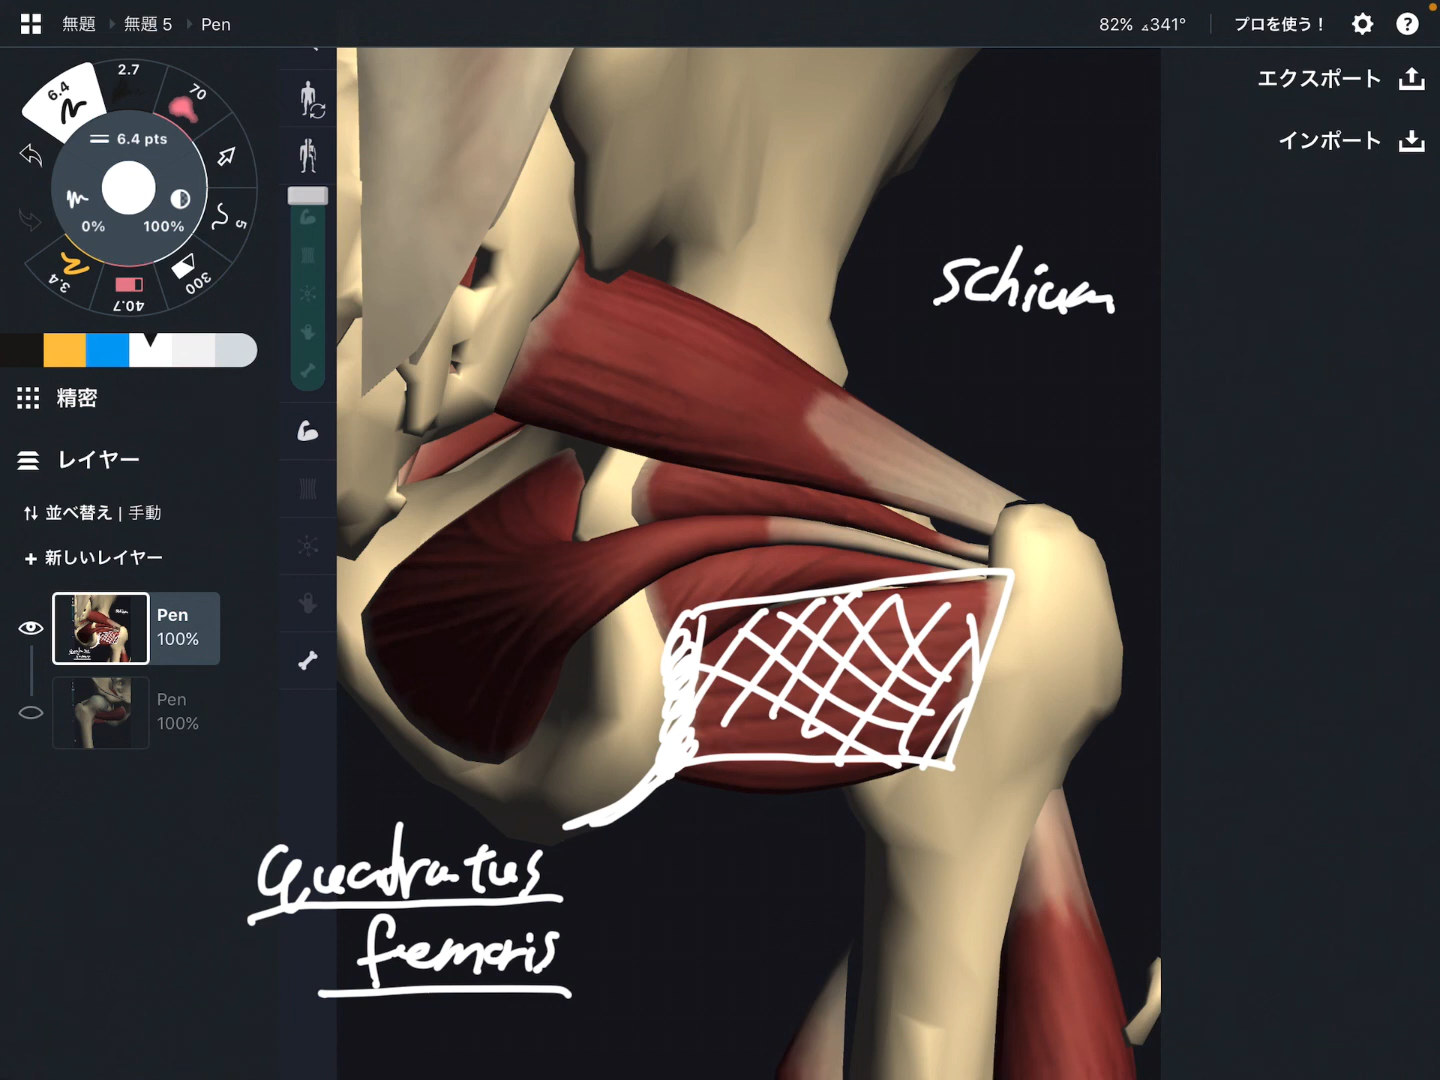 無題 無題 5 Pen 82% ⊿341° プロを使う！
エクスポート
インポート
2.7
6.4
70
6.4 pts
5
0% 100%
3.4
300
40.7
精密
レイヤー
並べ替え | 手動
+ 新しいレイヤー
Pen
100%
Pen
100%
schium
Quadratus
femoris